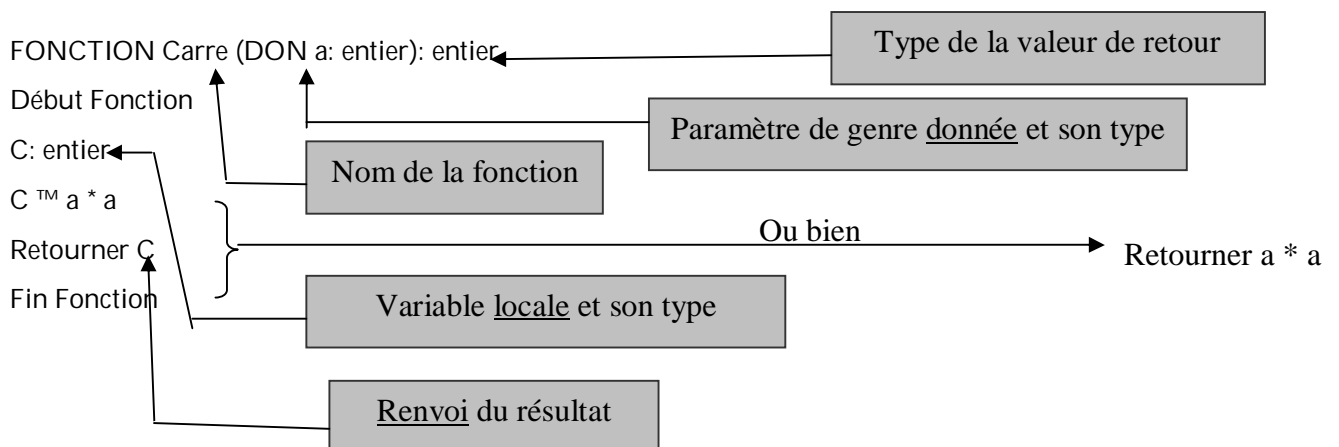 FONCTION Carre (DON a: entier): entier
Type de la valeur de retour
Début Fonction
Paramètre de genre donnée et son type
C: entier
Nom de la fonction
C ™ a * a
Ou bien
Retourner C
Retourner a * a
Fin Fonction
Variable locale et son type
Renvoi du résultat